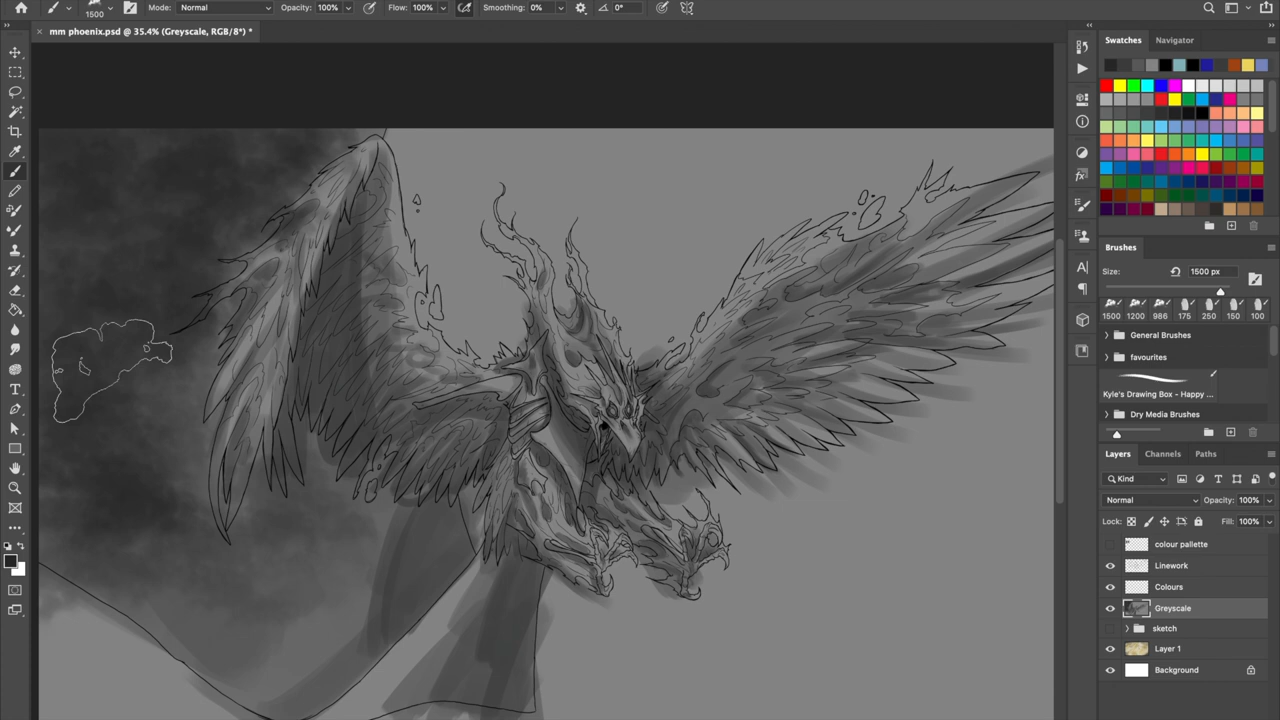 1500
Mode: Normal
Opacity: 100%
Flow: 100%
Smoothing: 0%
0°
× mm phoenix.psd @ 35.4% (Greyscale, RGB/8*) *
Swatches Navigator
Brushes
Size: 1500 px
1500 1200 986 175 250 150 100
General Brushes
favourites
Kyle's Drawing Box - Happy ...
Dry Media Brushes
Layers Channels Paths
Kind
Normal Opacity: 100%
Lock: Fill: 100%
colour pallette
Linework
Colours
Greyscale
sketch
Layer 1
Background